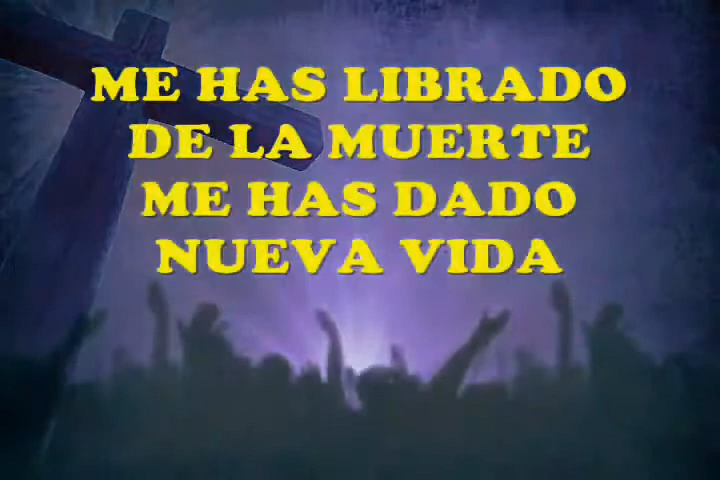 ME HAS LIBRADO
DE LA MUERTE
ME HAS DADO
NUEVA VIDA